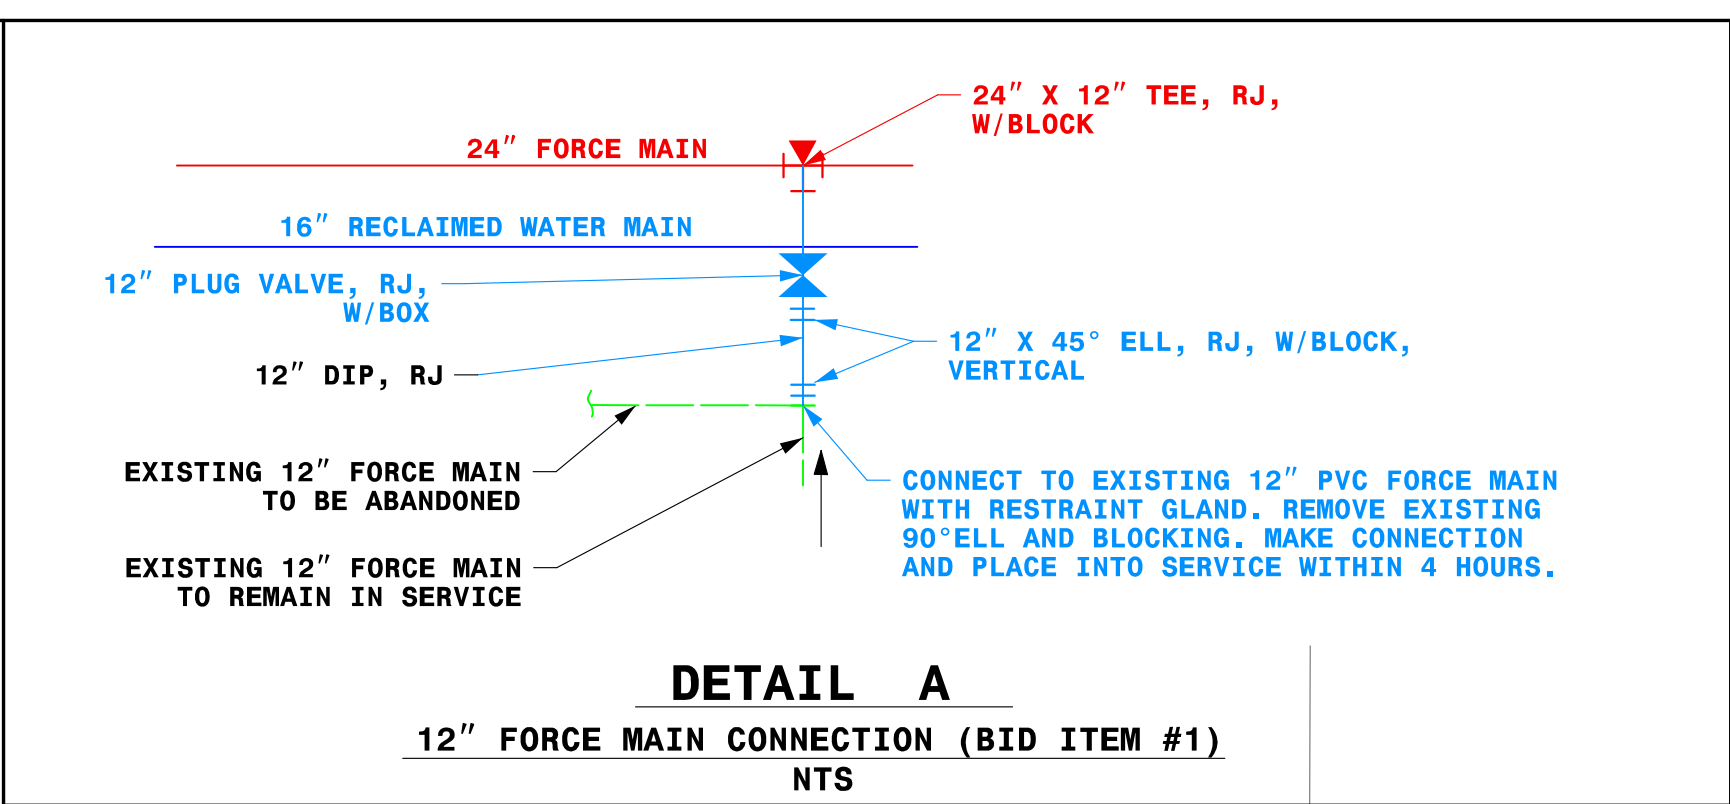 24" X 12" TEE, RJ,
W/BLOCK
24" FORCE MAIN
16" RECLAIMED WATER MAIN
12" PLUG VALVE, RJ,
W/BOX
12" X 45° ELL, RJ, W/BLOCK,
VERTICAL
12" DIP, RJ
EXISTING 12" FORCE MAIN
TO BE ABANDONED
CONNECT TO EXISTING 12" PVC FORCE MAIN
WITH RESTRAINT GLAND. REMOVE EXISTING
90°ELL AND BLOCKING. MAKE CONNECTION
AND PLACE INTO SERVICE WITHIN 4 HOURS.
EXISTING 12" FORCE MAIN
TO REMAIN IN SERVICE
DETAIL A
12" FORCE MAIN CONNECTION (BID ITEM #1)
NTS